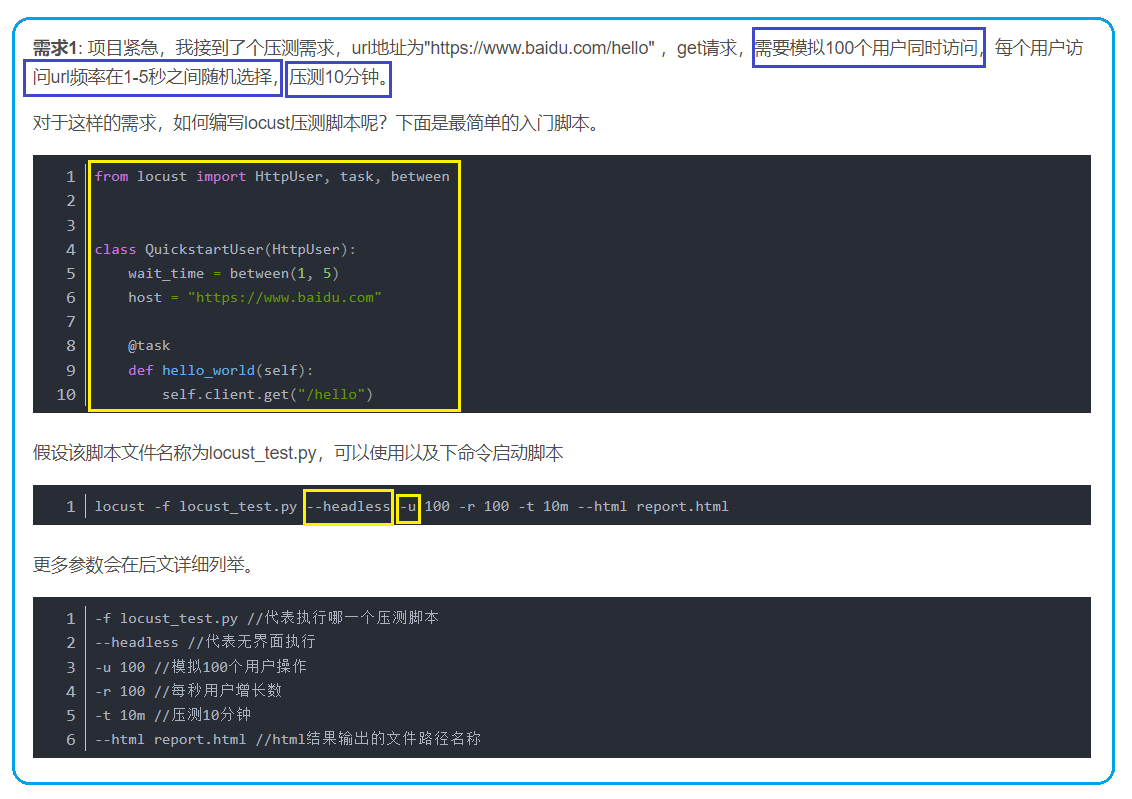 需求1: 项目紧急，我接到了个压测需求，url地址为"https://www.baidu.com/hello" ，get请求，需要模拟100个用户同时访问，每个用户访
问url频率在1-5秒之间随机选择，压测10分钟。
对于这样的需求，如何编写locust压测脚本呢？下面是最简单的入门脚本。
1 from locust import HttpUser, task, between
2
3
4 class QuickstartUser(HttpUser):
5 wait_time = between(1, 5)
6 host = "https://www.baidu.com"
7
8 @task
9 def hello_world(self):
10 self.client.get("/hello")
假设该脚本文件名称为locust_test.py，可以使用以及下命令启动脚本
1 locust -f locust_test.py --headless -u 100 -r 100 -t 10m --html report.html
更多参数会在后文详细列举。
1 -f locust_test.py //代表执行哪一个压测脚本
2 --headless //代表无界面执行
3 -u 100 //模拟100个用户操作
4 -r 100 //每秒用户增长数
5 -t 10m //压测10分钟
6 --html report.html //html结果输出的文件路径名称